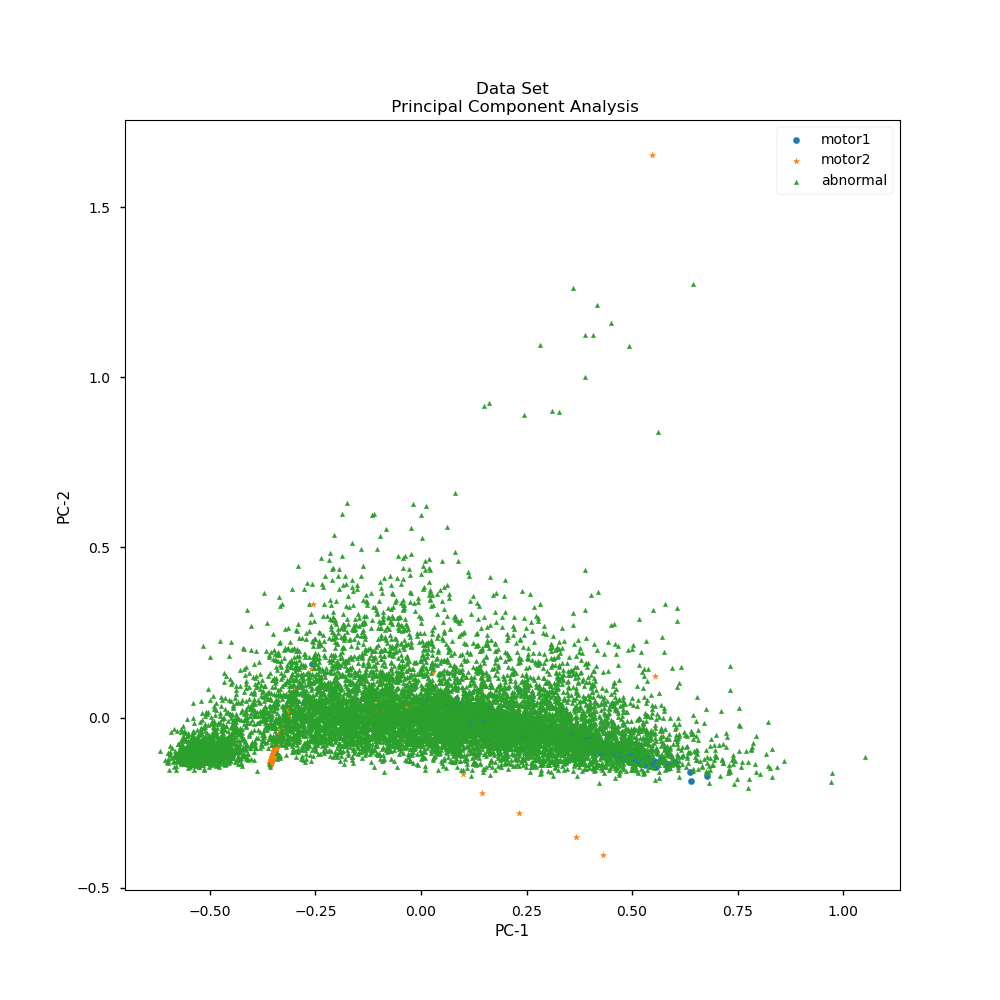 Data Set
Principal Component Analysis
motor1
motor2
abnormal
1.5
1.0
0.5
0.0
−0.5
PC-2
−0.50
−0.25
0.00
0.25
0.50
0.75
1.00
PC-1